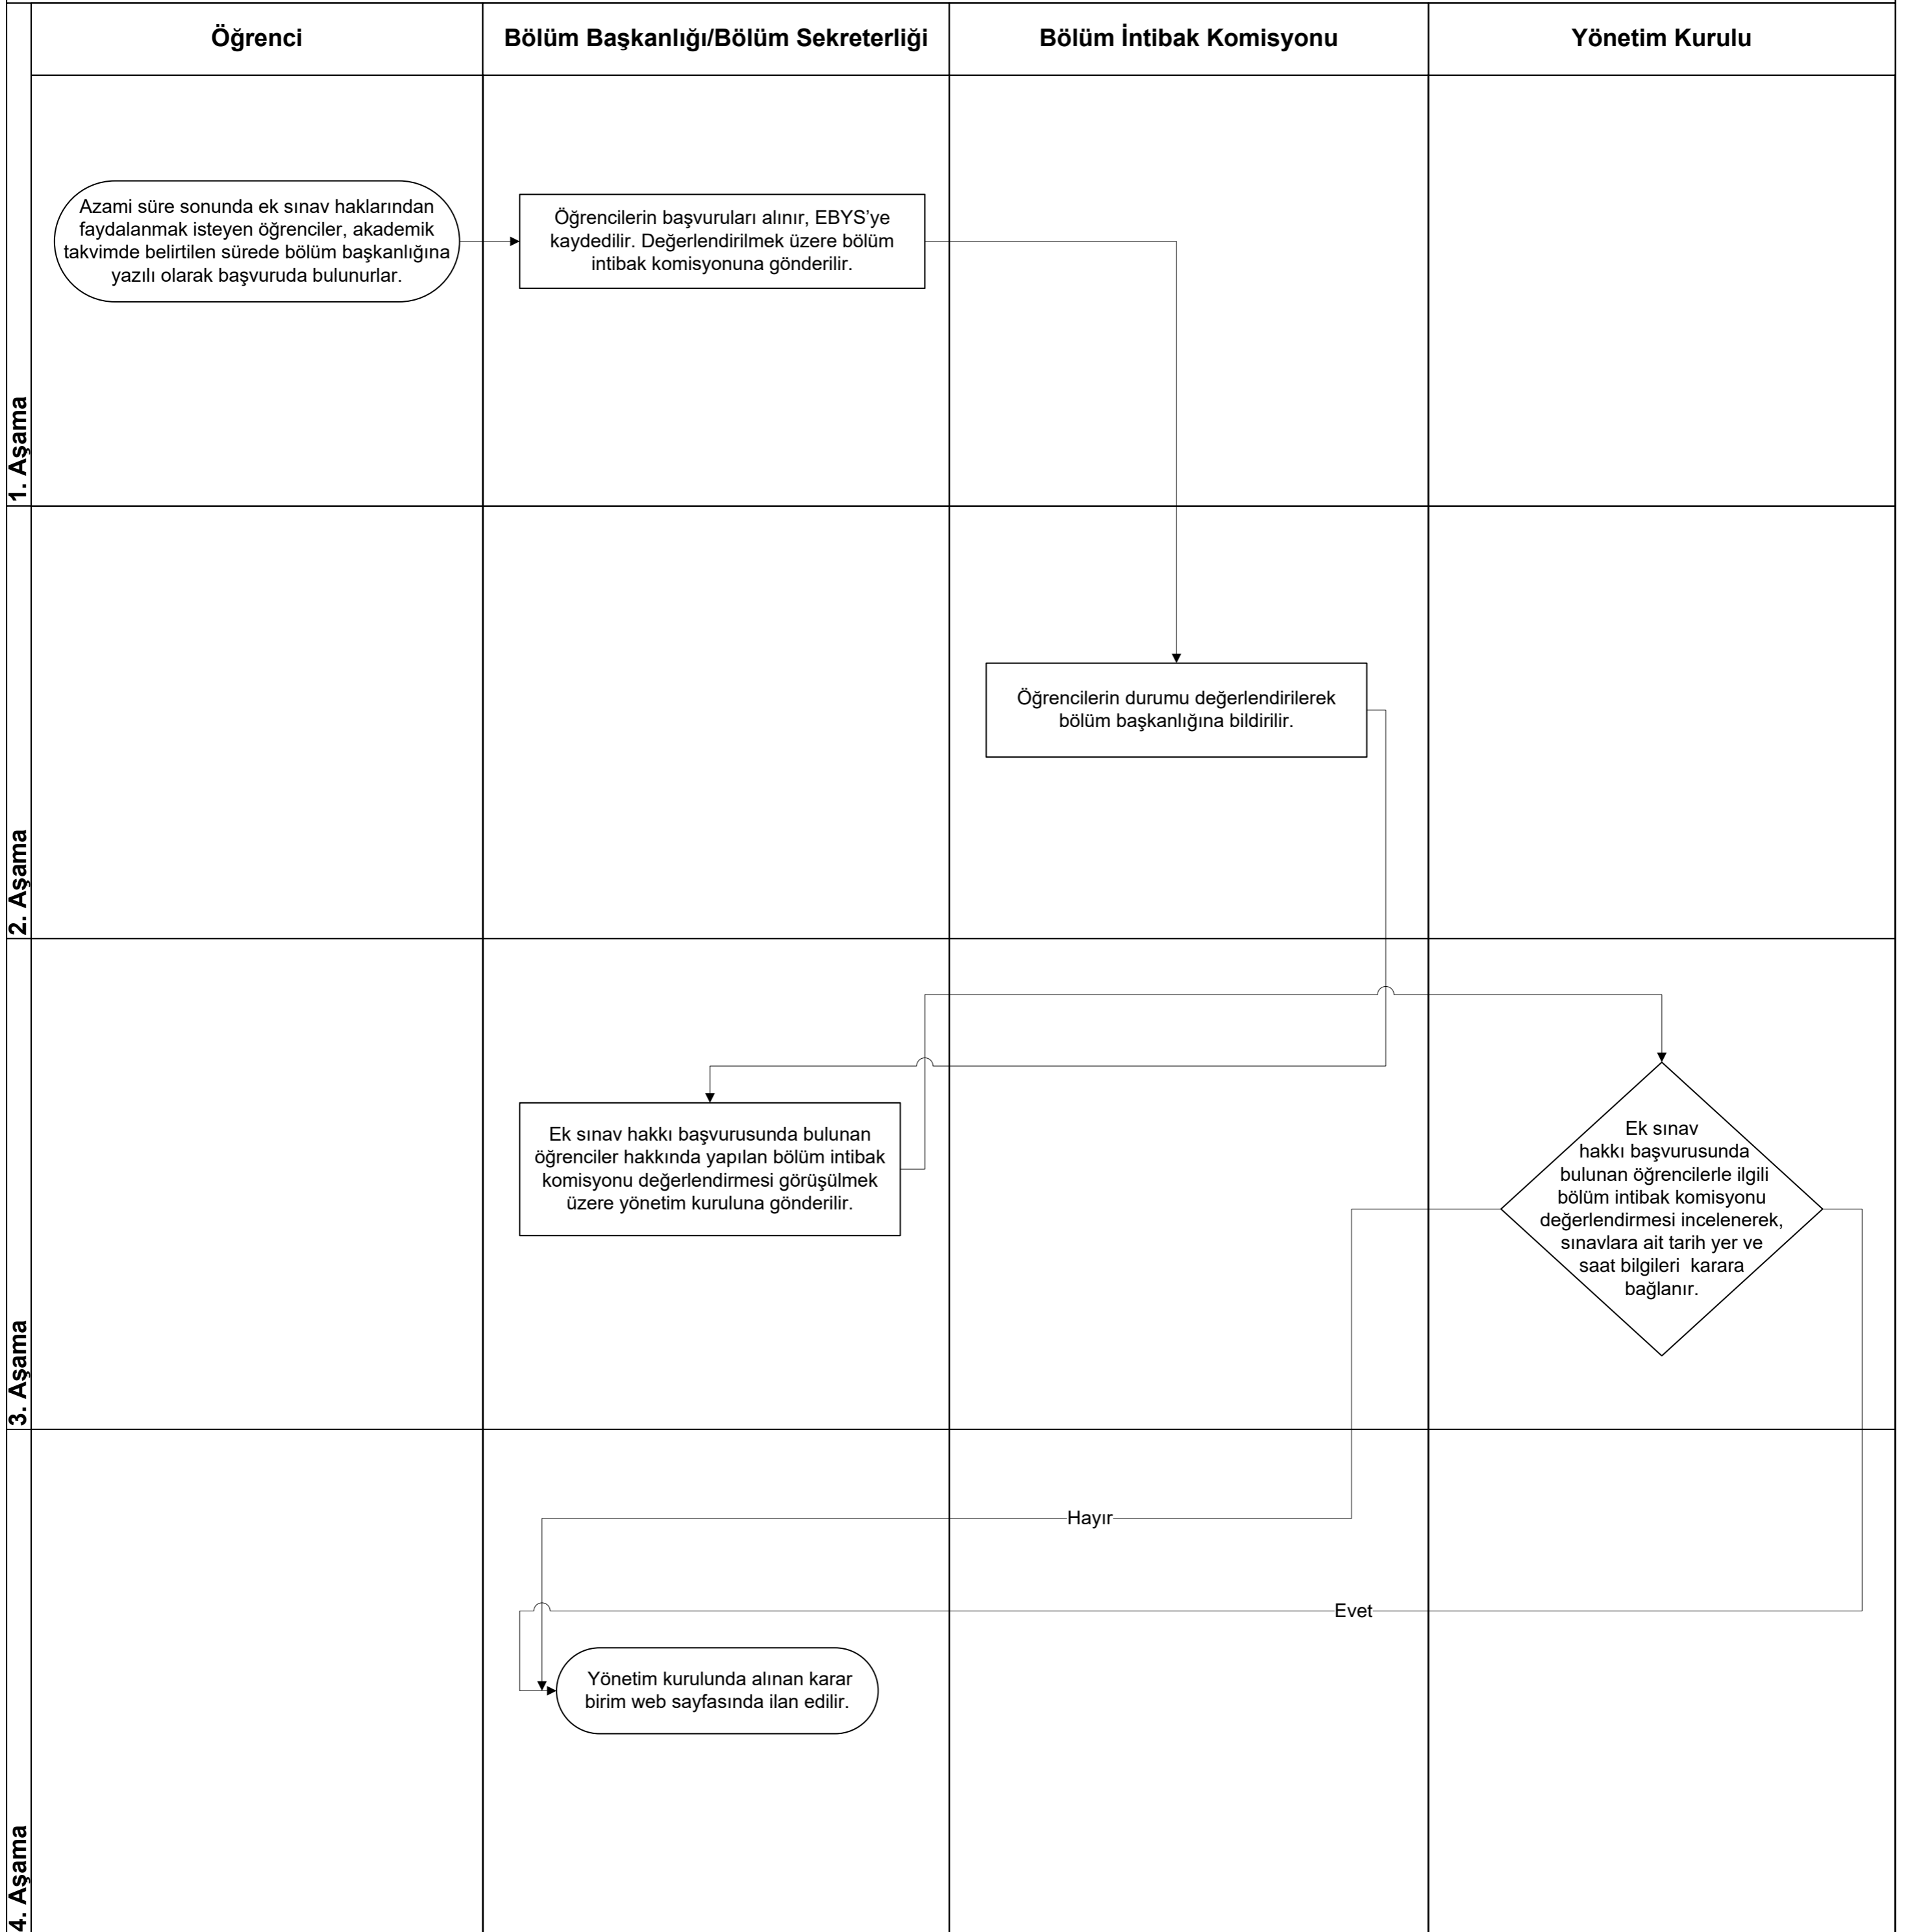 Öğrenci
Bölüm Başkanlığı/Bölüm Sekreterliği
Bölüm İntibak Komisyonu
Yönetim Kurulu
1. Aşama
Azami süre sonunda ek sınav haklarından
faydalanmak isteyen öğrenciler, akademik
takvimde belirtilen sürede bölüm başkanlığına
yazılı olarak başvuruda bulunurlar.
Öğrencilerin başvuruları alınır, EBYS’ye
kaydedilir. Değerlendirilmek üzere bölüm
intibak komisyonuna gönderilir.
2. Aşama
Öğrencilerin durumu değerlendirilerek
bölüm başkanlığına bildirilir.
3. Aşama
Ek sınav hakkı başvurusunda bulunan
öğrenciler hakkında yapılan bölüm intibak
komisyonu değerlendirmesi görüşülmek
üzere yönetim kuruluna gönderilir.
Ek sınav
hakkı başvurusunda
bulunan öğrencilerle ilgili
bölüm intibak komisyonu
değerlendirmesi incelenerek,
sınavlara ait tarih yer ve
saat bilgileri  karara
bağlanır.
4. Aşama
Hayır
Evet
Yönetim kurulunda alınan karar
birim web sayfasında ilan edilir.